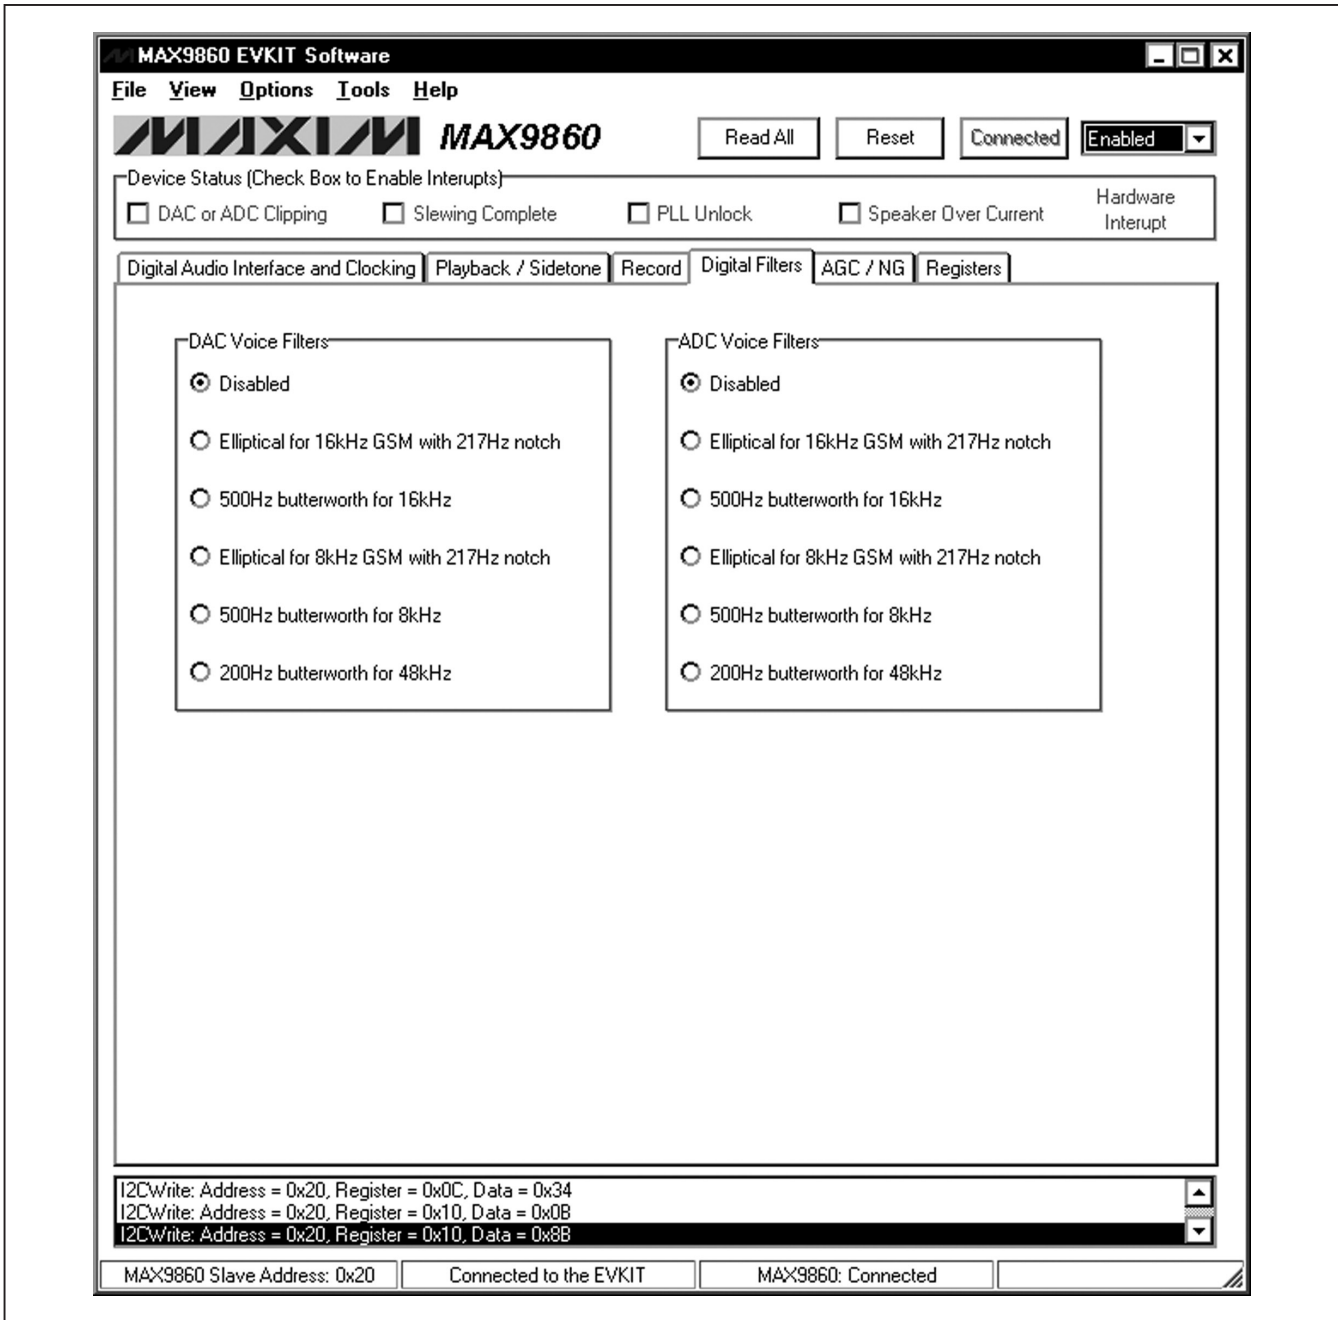 MAX9860 EVKIT Software
File View Options Tools Help
MAXIM MAX9860 Read All Reset Connected Enabled
Device Status (Check Box to Enable Interupts)
DAC or ADC Clipping Slewing Complete PLL Unlock Speaker Over Current Hardware Interupt
Digital Audio Interface and Clocking Playback / Sidetone Record Digital Filters AGC / NG Registers
DAC Voice Filters
Disabled
Elliptical for 16kHz GSM with 217Hz notch
500Hz butterworth for 16kHz
Elliptical for 8kHz GSM with 217Hz notch
500Hz butterworth for 8kHz
200Hz butterworth for 48kHz
ADC Voice Filters
Disabled
Elliptical for 16kHz GSM with 217Hz notch
500Hz butterworth for 16kHz
Elliptical for 8kHz GSM with 217Hz notch
500Hz butterworth for 8kHz
200Hz butterworth for 48kHz
I2CWrite: Address = 0x20, Register = 0x0C, Data = 0x34
I2CWrite: Address = 0x20, Register = 0x10, Data = 0x0B
I2CWrite: Address = 0x20, Register = 0x10, Data = 0x8B
MAX9860 Slave Address: 0x20 Connected to the EVKIT MAX9860: Connected